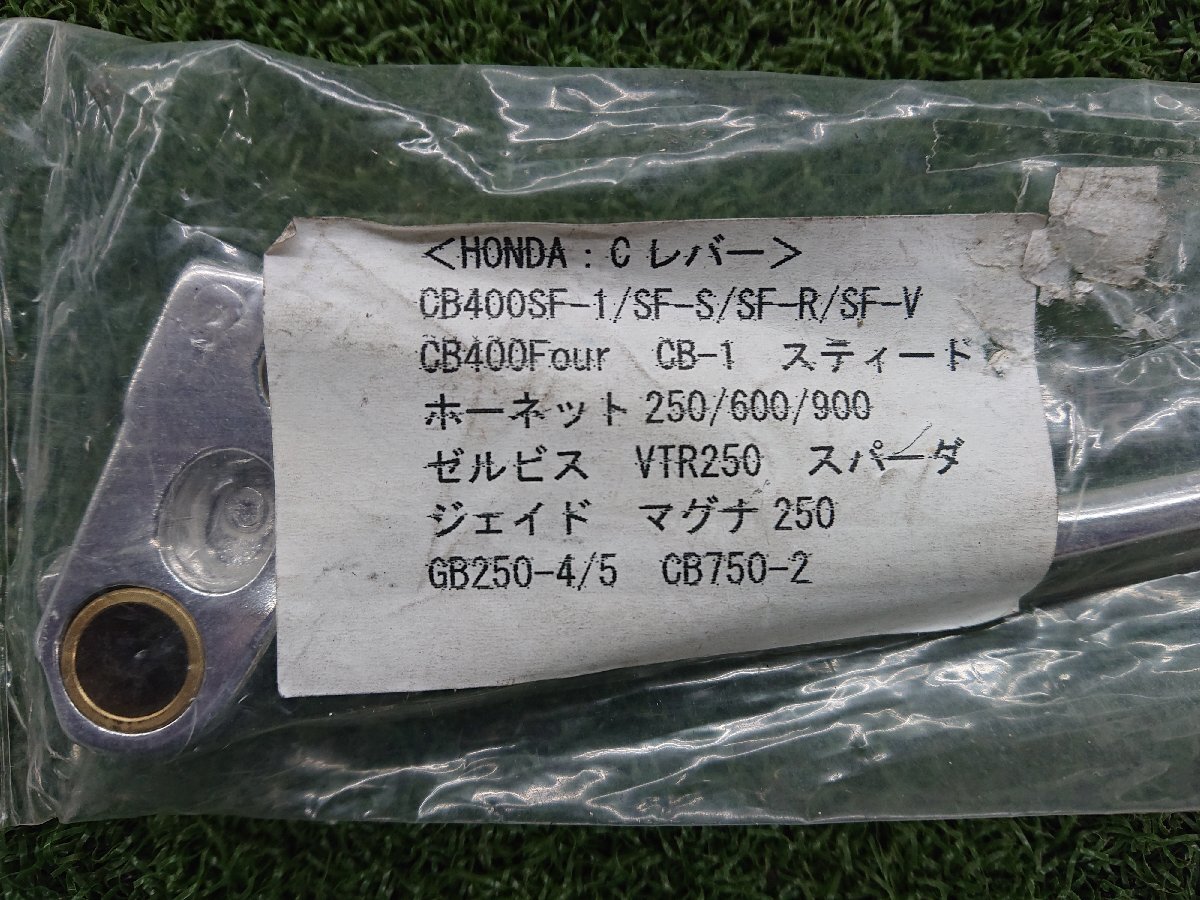 <HONDA：C レバー>
CB400SF-1/SF-S/SF-R/SF-V
CB400Four　CB-1　スティード
ホーネット 250/600/900
ゼルビス　VTR250　スパーダ
ジェイド　マグナ 250
GB250-4/5　CB750-2